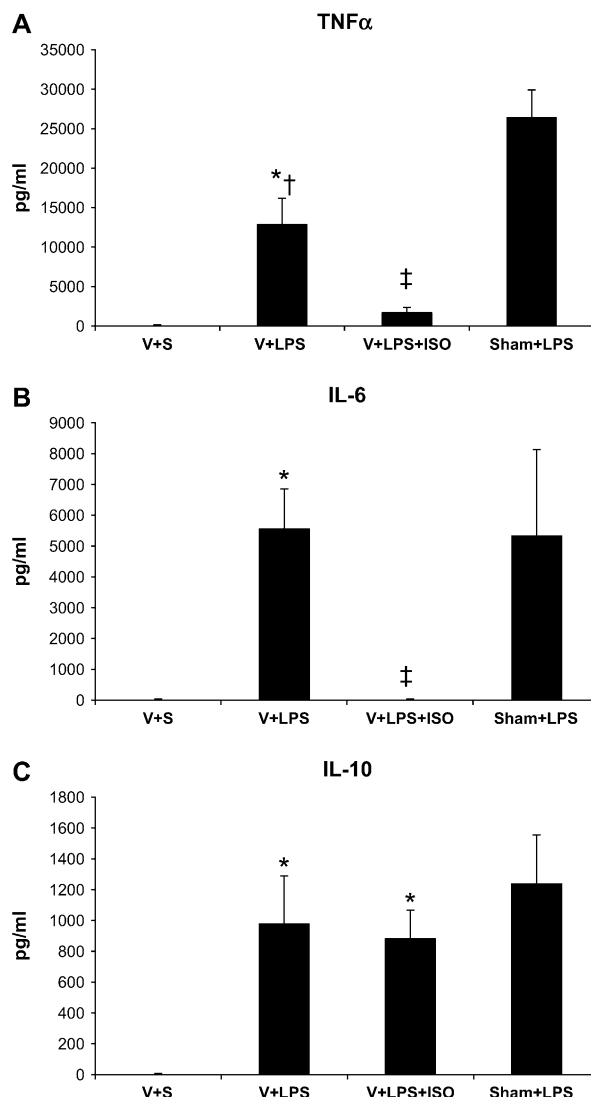 A
TNFα
35000
30000
25000
20000
15000
10000
5000
0
pg/ml
*†
‡
V+S V+LPS V+LPS+ISO Sham+LPS
B
IL-6
9000
8000
7000
6000
5000
4000
3000
2000
1000
0
pg/ml
*
‡
V+S V+LPS V+LPS+ISO Sham+LPS
C
IL-10
1800
1600
1400
1200
1000
800
600
400
200
0
pg/ml
* *
V+S V+LPS V+LPS+ISO Sham+LPS